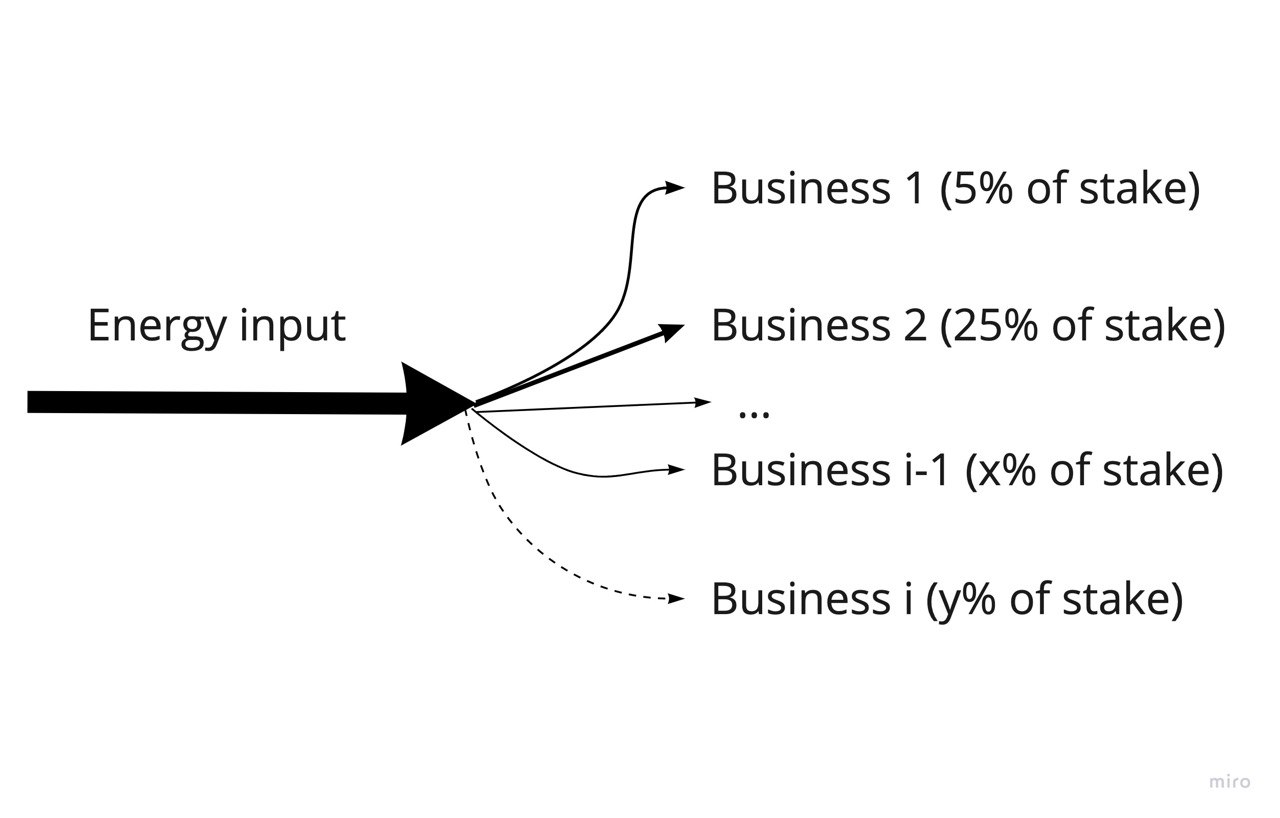 Business 1 (5% of stake)
Energy input
Business 2 (25% of stake)
...
Business i-1 (x% of stake)
Business i (y% of stake)
miro